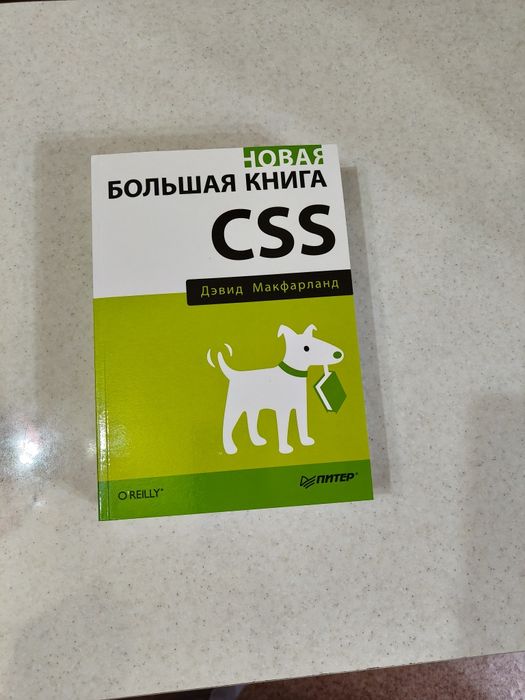 НОВАЯ
БОЛЬШАЯ КНИГА
CSS
Дэвид Макфарланд
O REILLY®
ПИТЕР®